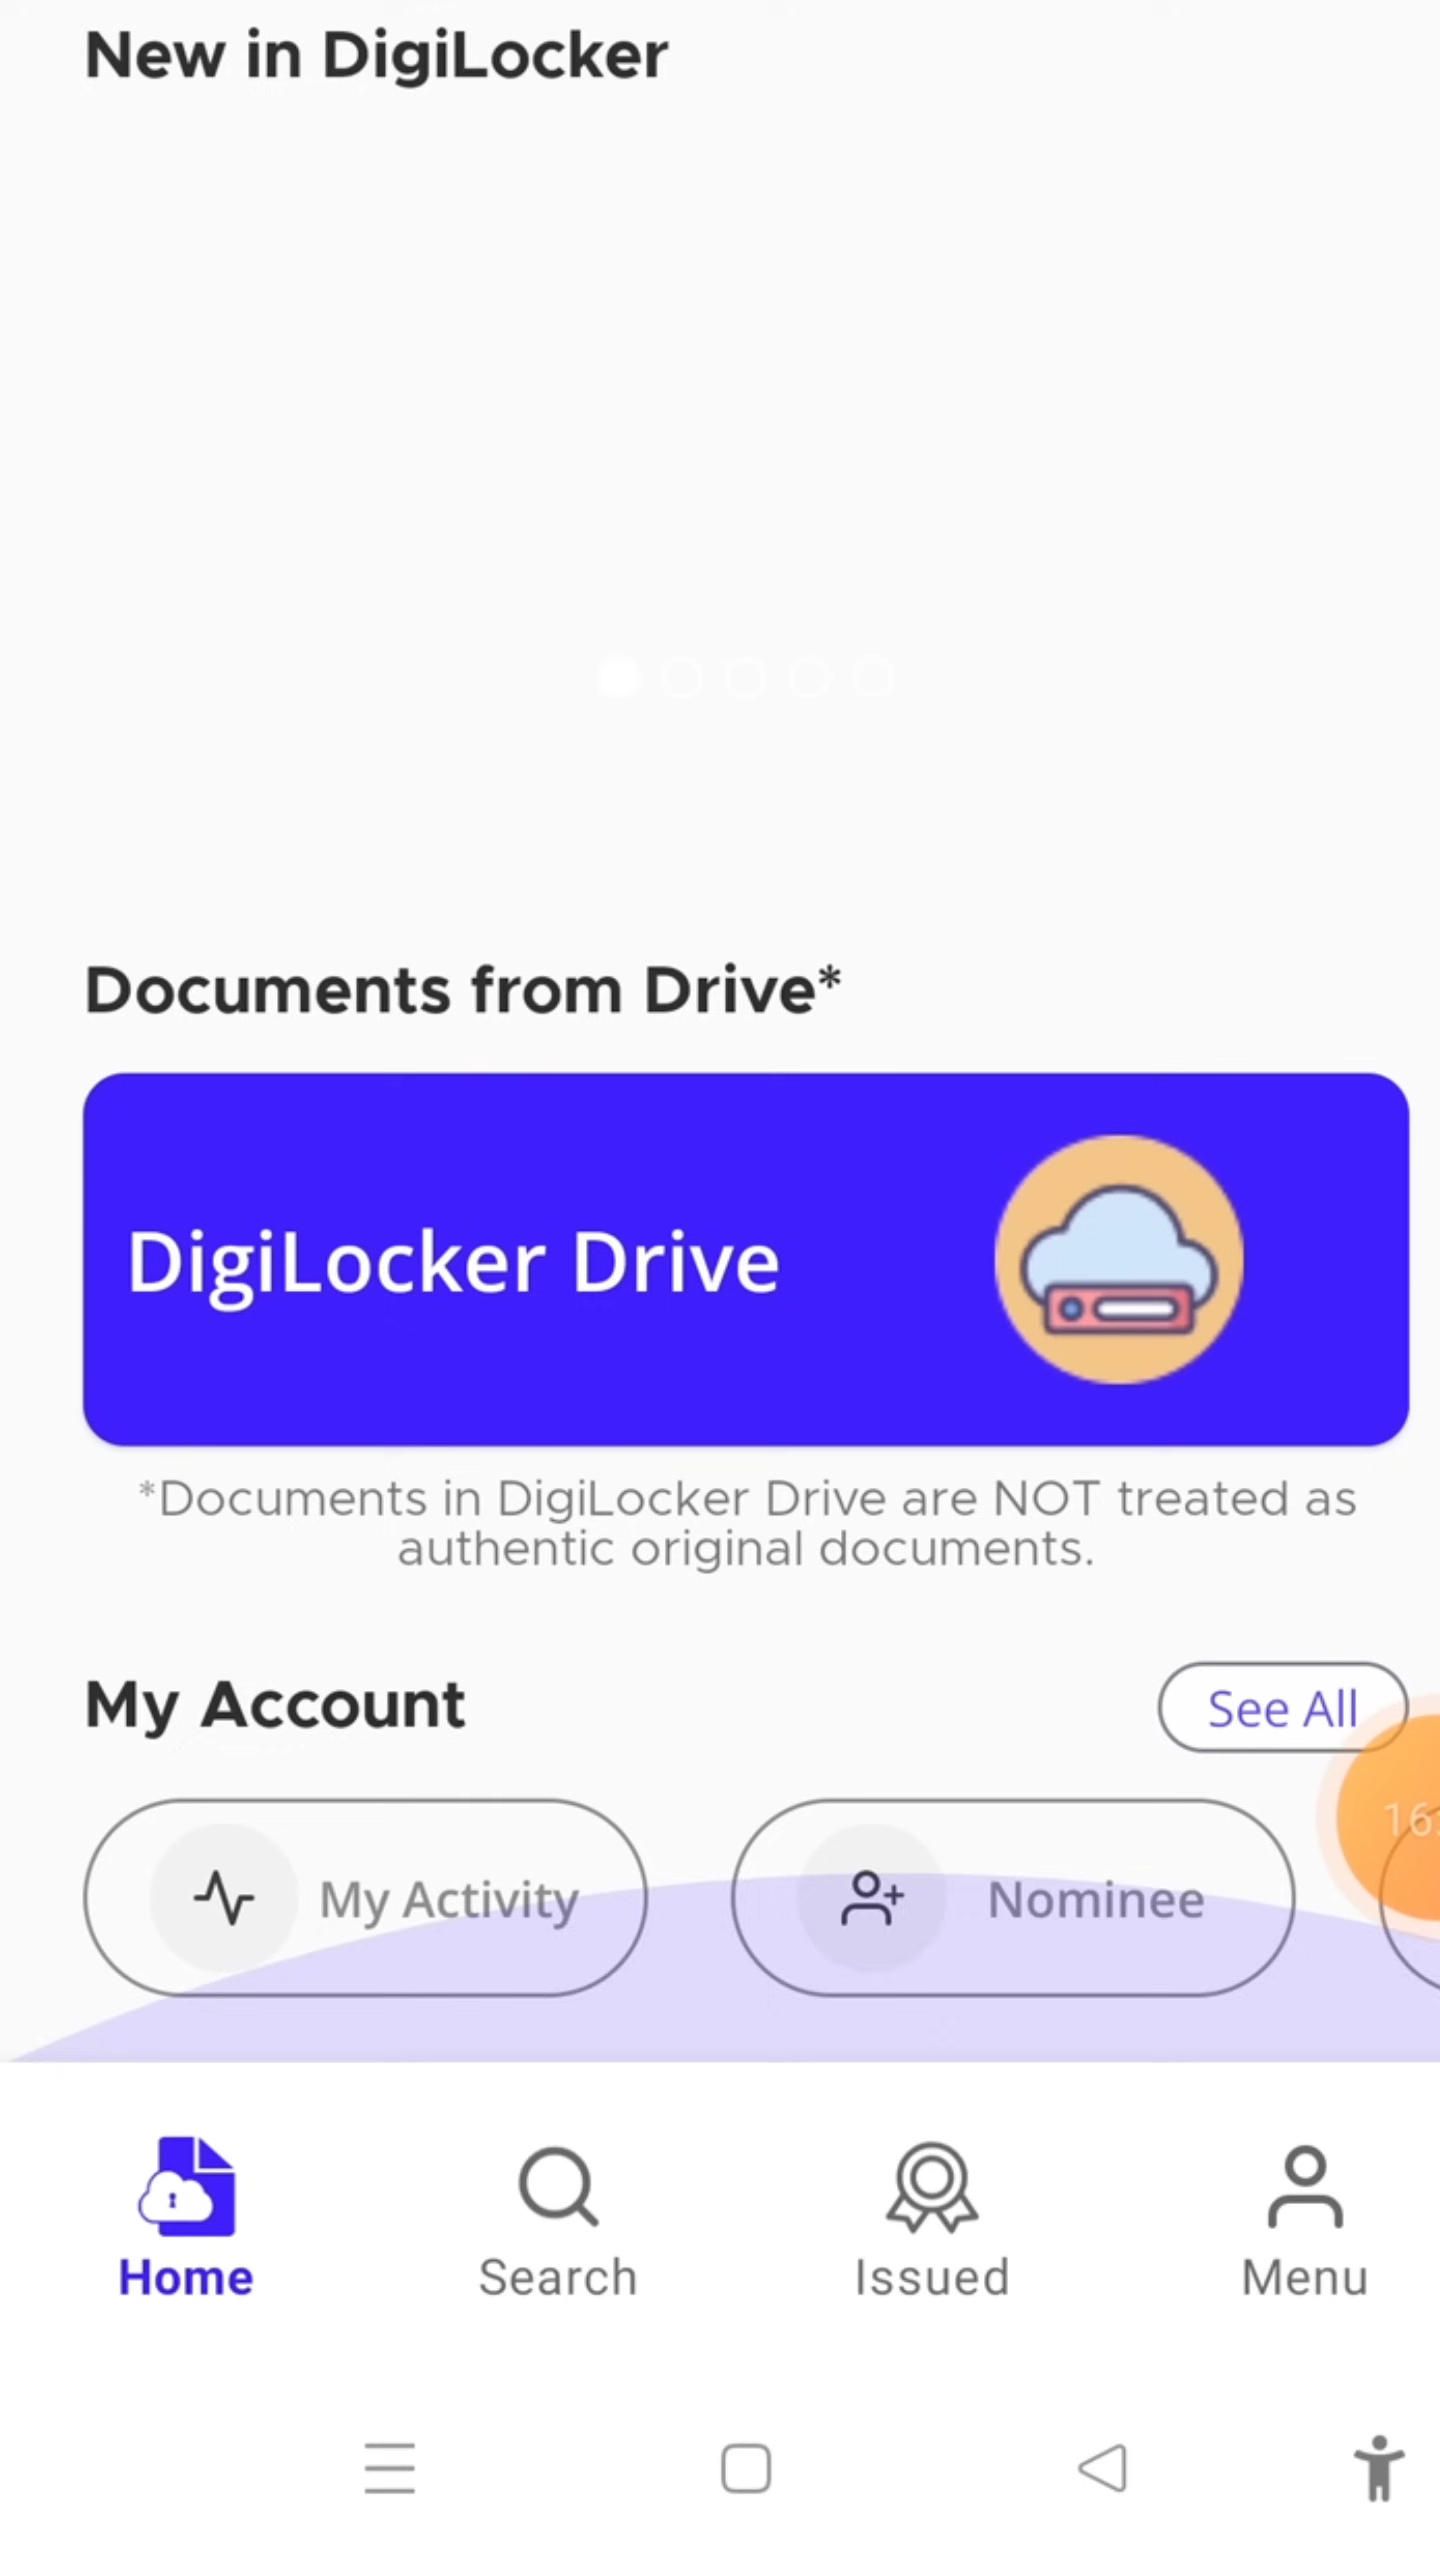 New in DigiLocker
Documents from Drive*
DigiLocker Drive
*Documents in DigiLocker Drive are NOT treated as
authentic original documents.
My Account
See All
My Activity
Nominee
Home
Search
Issued
Menu